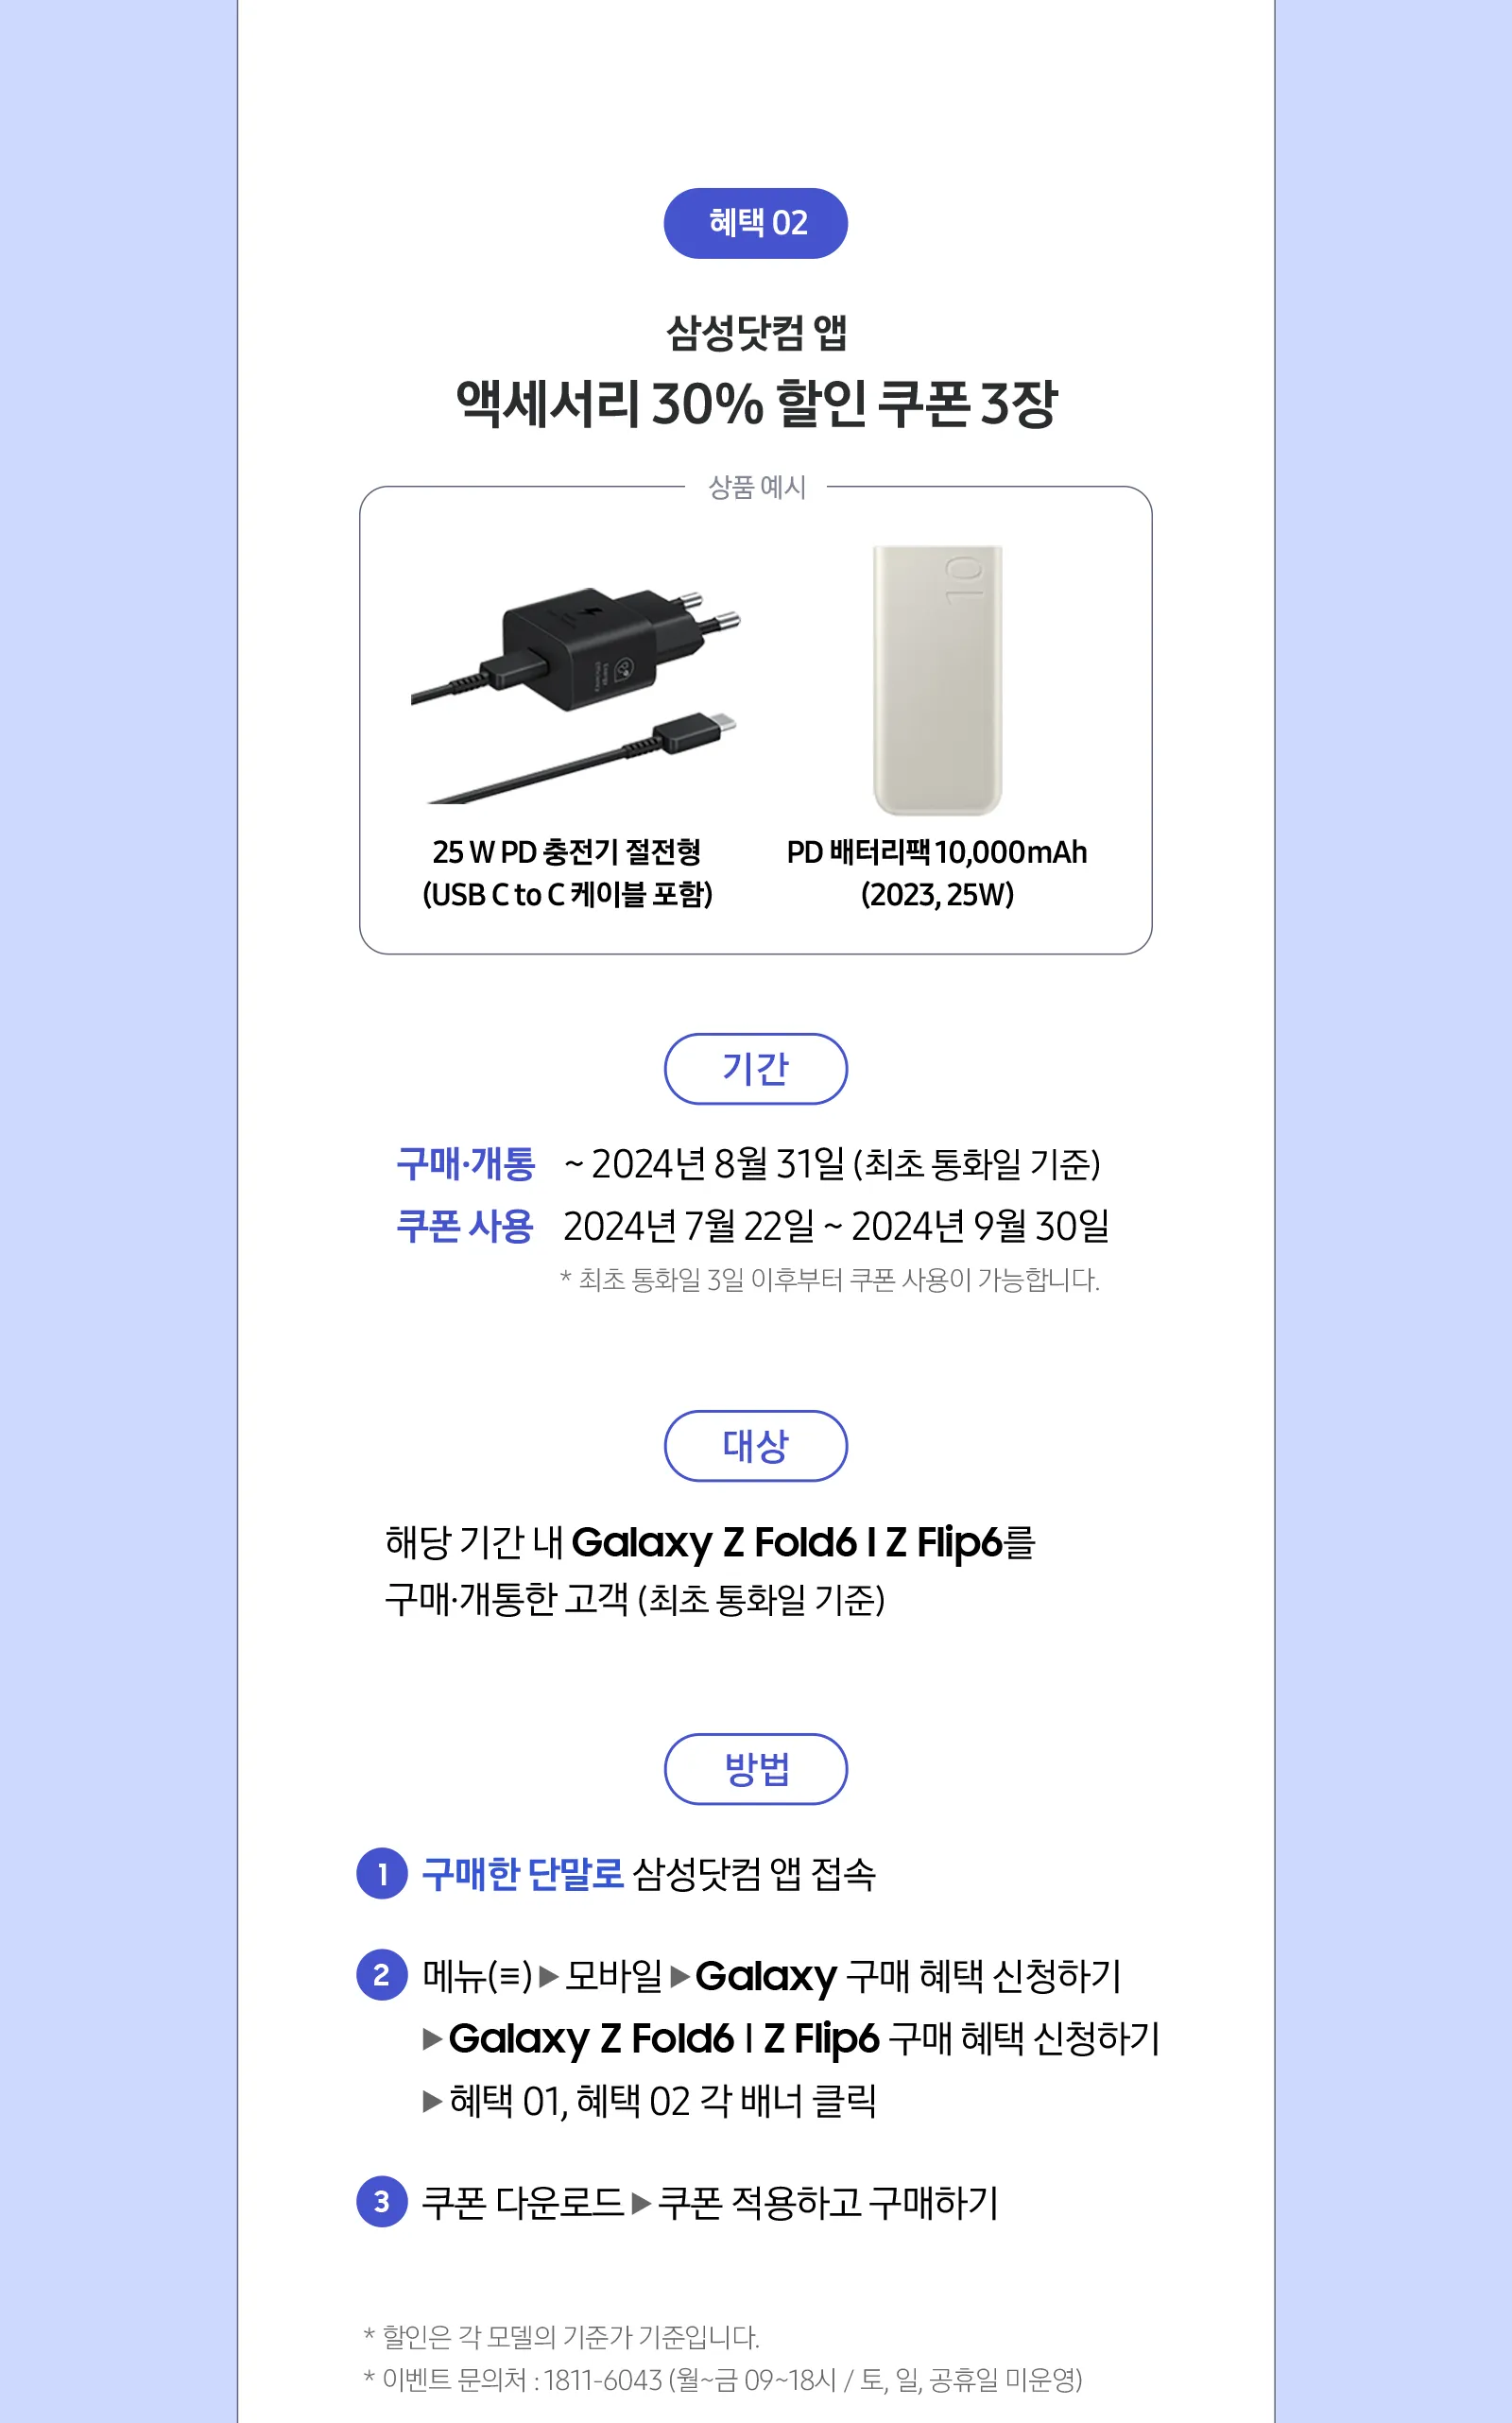 혜택 02
삼성닷컴 앱
액세서리 30% 할인 쿠폰 3장
상품 예시
10
25 W PD 충전기 절전형
(USB C to C 케이블 포함)
PD 배터리팩 10,000mAh
(2023, 25W)
기간
구매·개통 ~ 2024년 8월 31일 (최초 통화일 기준)
쿠폰 사용 2024년 7월 22일 ~ 2024년 9월 30일
* 최초 통화일 3일 이후부터 쿠폰 사용이 가능합니다.
대상
해당 기간 내 Galaxy Z Fold6 I Z Flip6를
구매·개통한 고객 (최초 통화일 기준)
방법
1 구매한 단말로 삼성닷컴 앱 접속
2 메뉴(≡) ▶ 모바일 ▶ Galaxy 구매 혜택 신청하기
▶ Galaxy Z Fold6 I Z Flip6 구매 혜택 신청하기
▶ 혜택 01, 혜택 02 각 배너 클릭
3 쿠폰 다운로드 ▶ 쿠폰 적용하고 구매하기
* 할인은 각 모델의 기준가 기준입니다.
* 이벤트 문의처 : 1811-6043 (월~금 09~18시 / 토, 일, 공휴일 미운영)